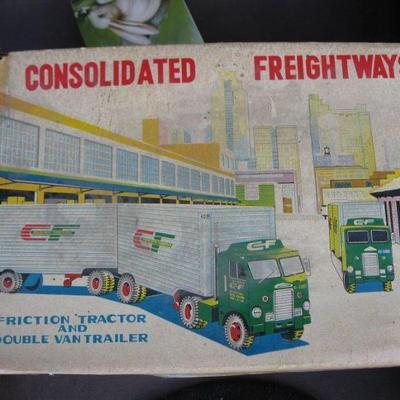 CONSOLIDATED FREIGHTWAYS
CF
CF
CF
CF
FRICTION TRACTOR
AND
DOUBLE VAN TRAILER